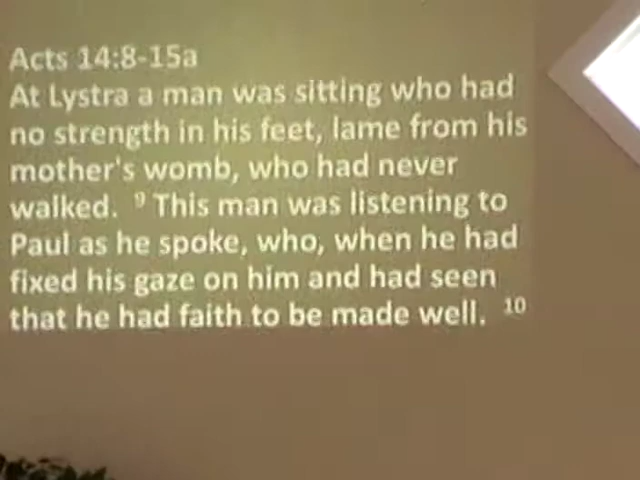 Acts 14:8-15a
At Lystra a man was sitting who had
no strength in his feet, lame from his
mother's womb, who had never
walked. 9 This man was listening to
Paul as he spoke, who, when he had
fixed his gaze on him and had seen
that he had faith to be made well. 10